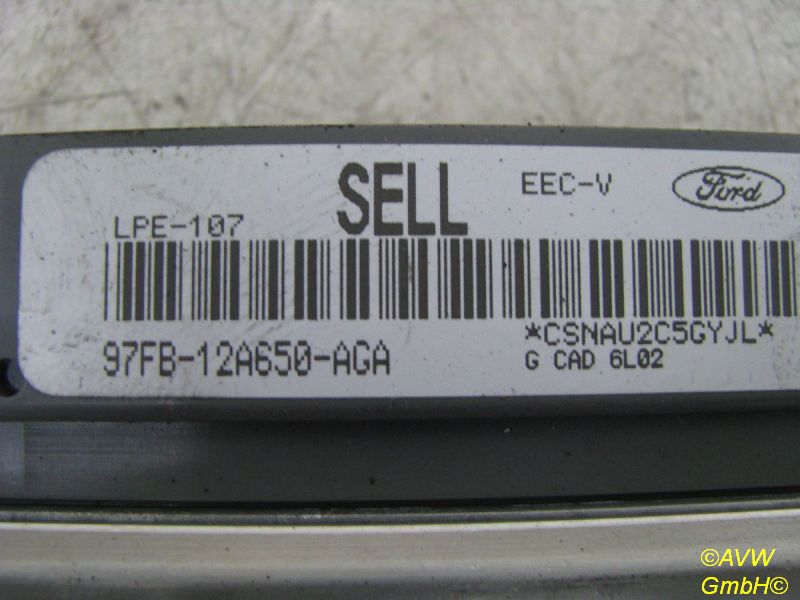 SELL
EEC-V
Ford
LPE-107
*CSNAU2C5GYJL*
97FB-12A650-AGA
G CAD 6L02
©AVW
GmbH©